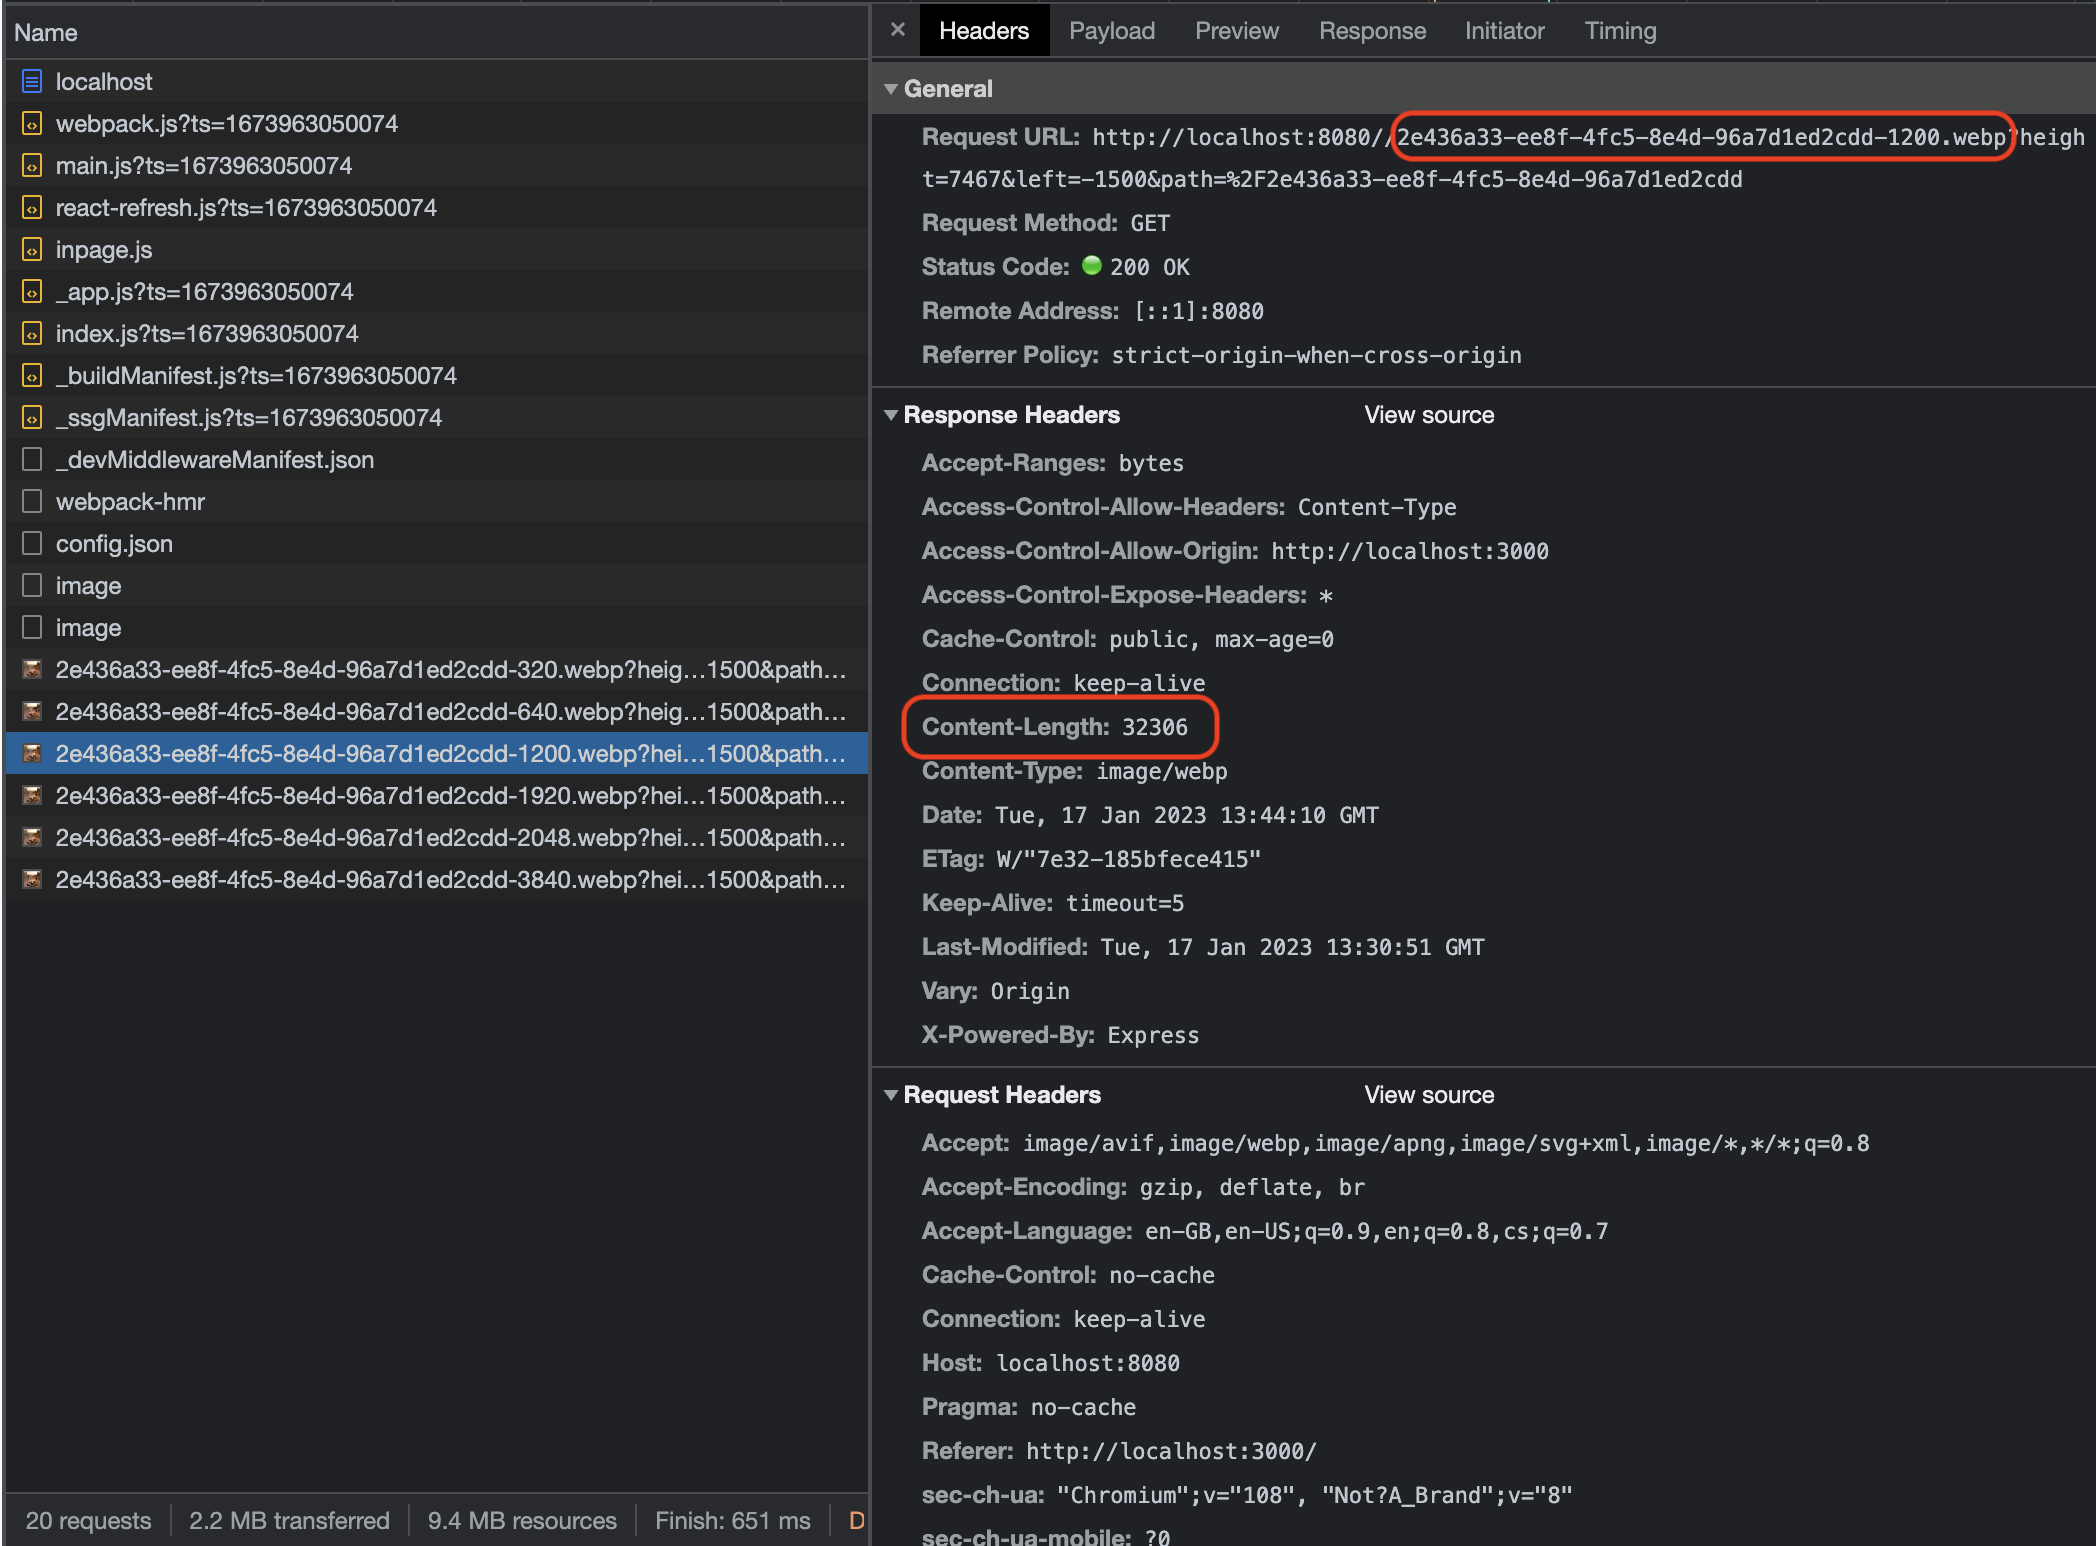 Name
localhost
webpack.js?ts=1673963050074
main.js?ts=1673963050074
react-refresh.js?ts=1673963050074
inpage.js
_app.js?ts=1673963050074
index.js?ts=1673963050074
_buildManifest.js?ts=1673963050074
_ssgManifest.js?ts=1673963050074
_devMiddlewareManifest.json
webpack-hmr
config.json
image
image
2e436a33-ee8f-4fc5-8e4d-96a7d1ed2cdd-320.webp?heig…1500&path…
2e436a33-ee8f-4fc5-8e4d-96a7d1ed2cdd-640.webp?heig…1500&path…
2e436a33-ee8f-4fc5-8e4d-96a7d1ed2cdd-1200.webp?hei…1500&path…
2e436a33-ee8f-4fc5-8e4d-96a7d1ed2cdd-1920.webp?hei…1500&path…
2e436a33-ee8f-4fc5-8e4d-96a7d1ed2cdd-2048.webp?hei…1500&path…
2e436a33-ee8f-4fc5-8e4d-96a7d1ed2cdd-3840.webp?hei…1500&path…
20 requests 2.2 MB transferred 9.4 MB resources Finish: 651 ms D
× Headers Payload Preview Response Initiator Timing
General
Request URL: http://localhost:8080//2e436a33-ee8f-4fc5-8e4d-96a7d1ed2cdd-1200.webp?heigh
t=7467&left=-1500&path=%2F2e436a33-ee8f-4fc5-8e4d-96a7d1ed2cdd
Request Method: GET
Status Code: 200 OK
Remote Address: [::1]:8080
Referrer Policy: strict-origin-when-cross-origin
Response Headers View source
Accept-Ranges: bytes
Access-Control-Allow-Headers: Content-Type
Access-Control-Allow-Origin: http://localhost:3000
Access-Control-Expose-Headers: *
Cache-Control: public, max-age=0
Connection: keep-alive
Content-Length: 32306
Content-Type: image/webp
Date: Tue, 17 Jan 2023 13:44:10 GMT
ETag: W/"7e32-185bfece415"
Keep-Alive: timeout=5
Last-Modified: Tue, 17 Jan 2023 13:30:51 GMT
Vary: Origin
X-Powered-By: Express
Request Headers View source
Accept: image/avif,image/webp,image/apng,image/svg+xml,image/*,*/*;q=0.8
Accept-Encoding: gzip, deflate, br
Accept-Language: en-GB,en-US;q=0.9,en;q=0.8,cs;q=0.7
Cache-Control: no-cache
Connection: keep-alive
Host: localhost:8080
Pragma: no-cache
Referer: http://localhost:3000/
sec-ch-ua: "Chromium";v="108", "Not?A_Brand";v="8"
sec-ch-ua-mobile: ?0